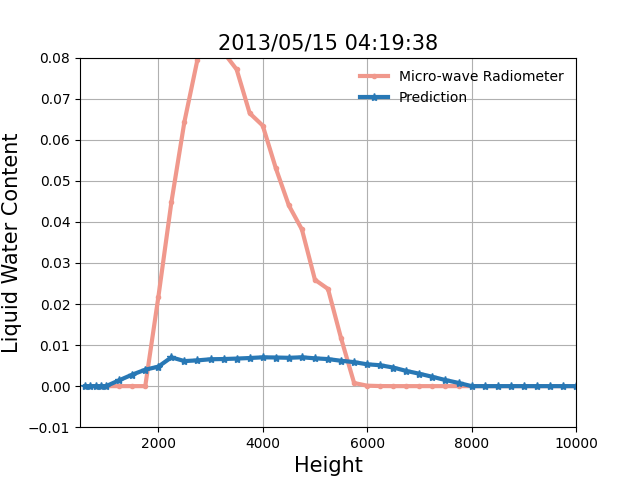 2013/05/15 04:19:38
Micro-wave Radiometer
Prediction
0.08
0.07
0.06
0.05
0.04
0.03
0.02
0.01
0.00
−0.01
Liquid Water Content
2000 4000 6000 8000 10000
Height